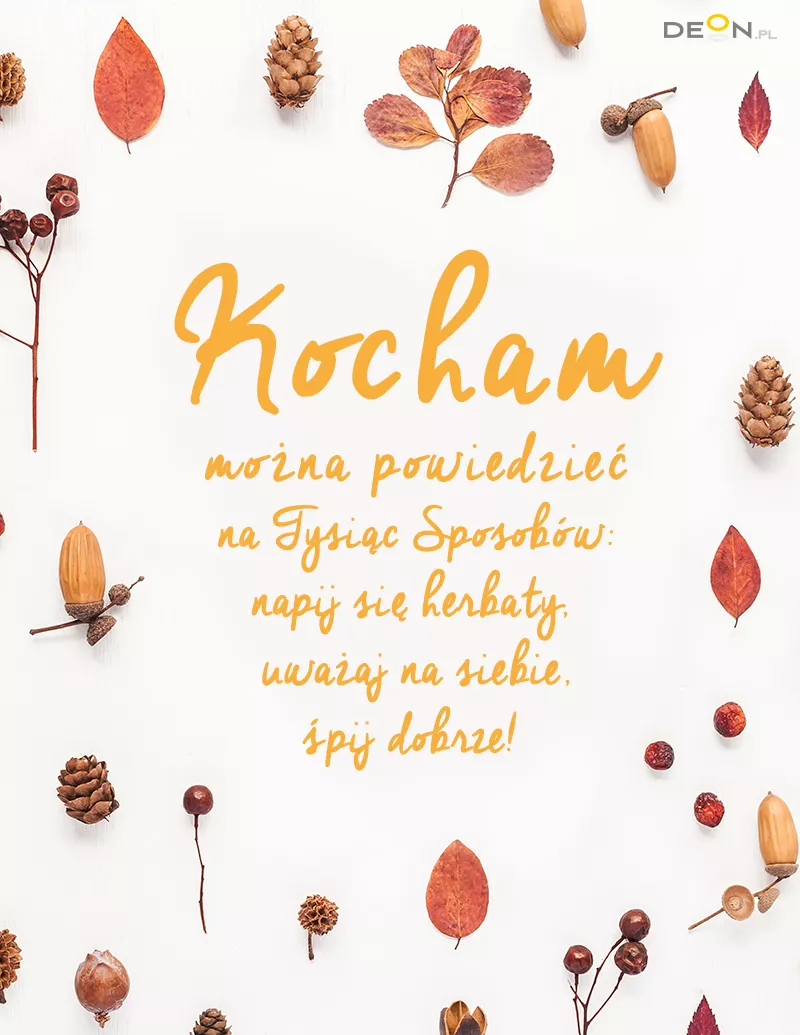 DEON.PL
Kocham
można powiedzieć
na Tysiąc Sposobów:
napij się herbaty,
uważaj na siebie,
śpij dobrze!